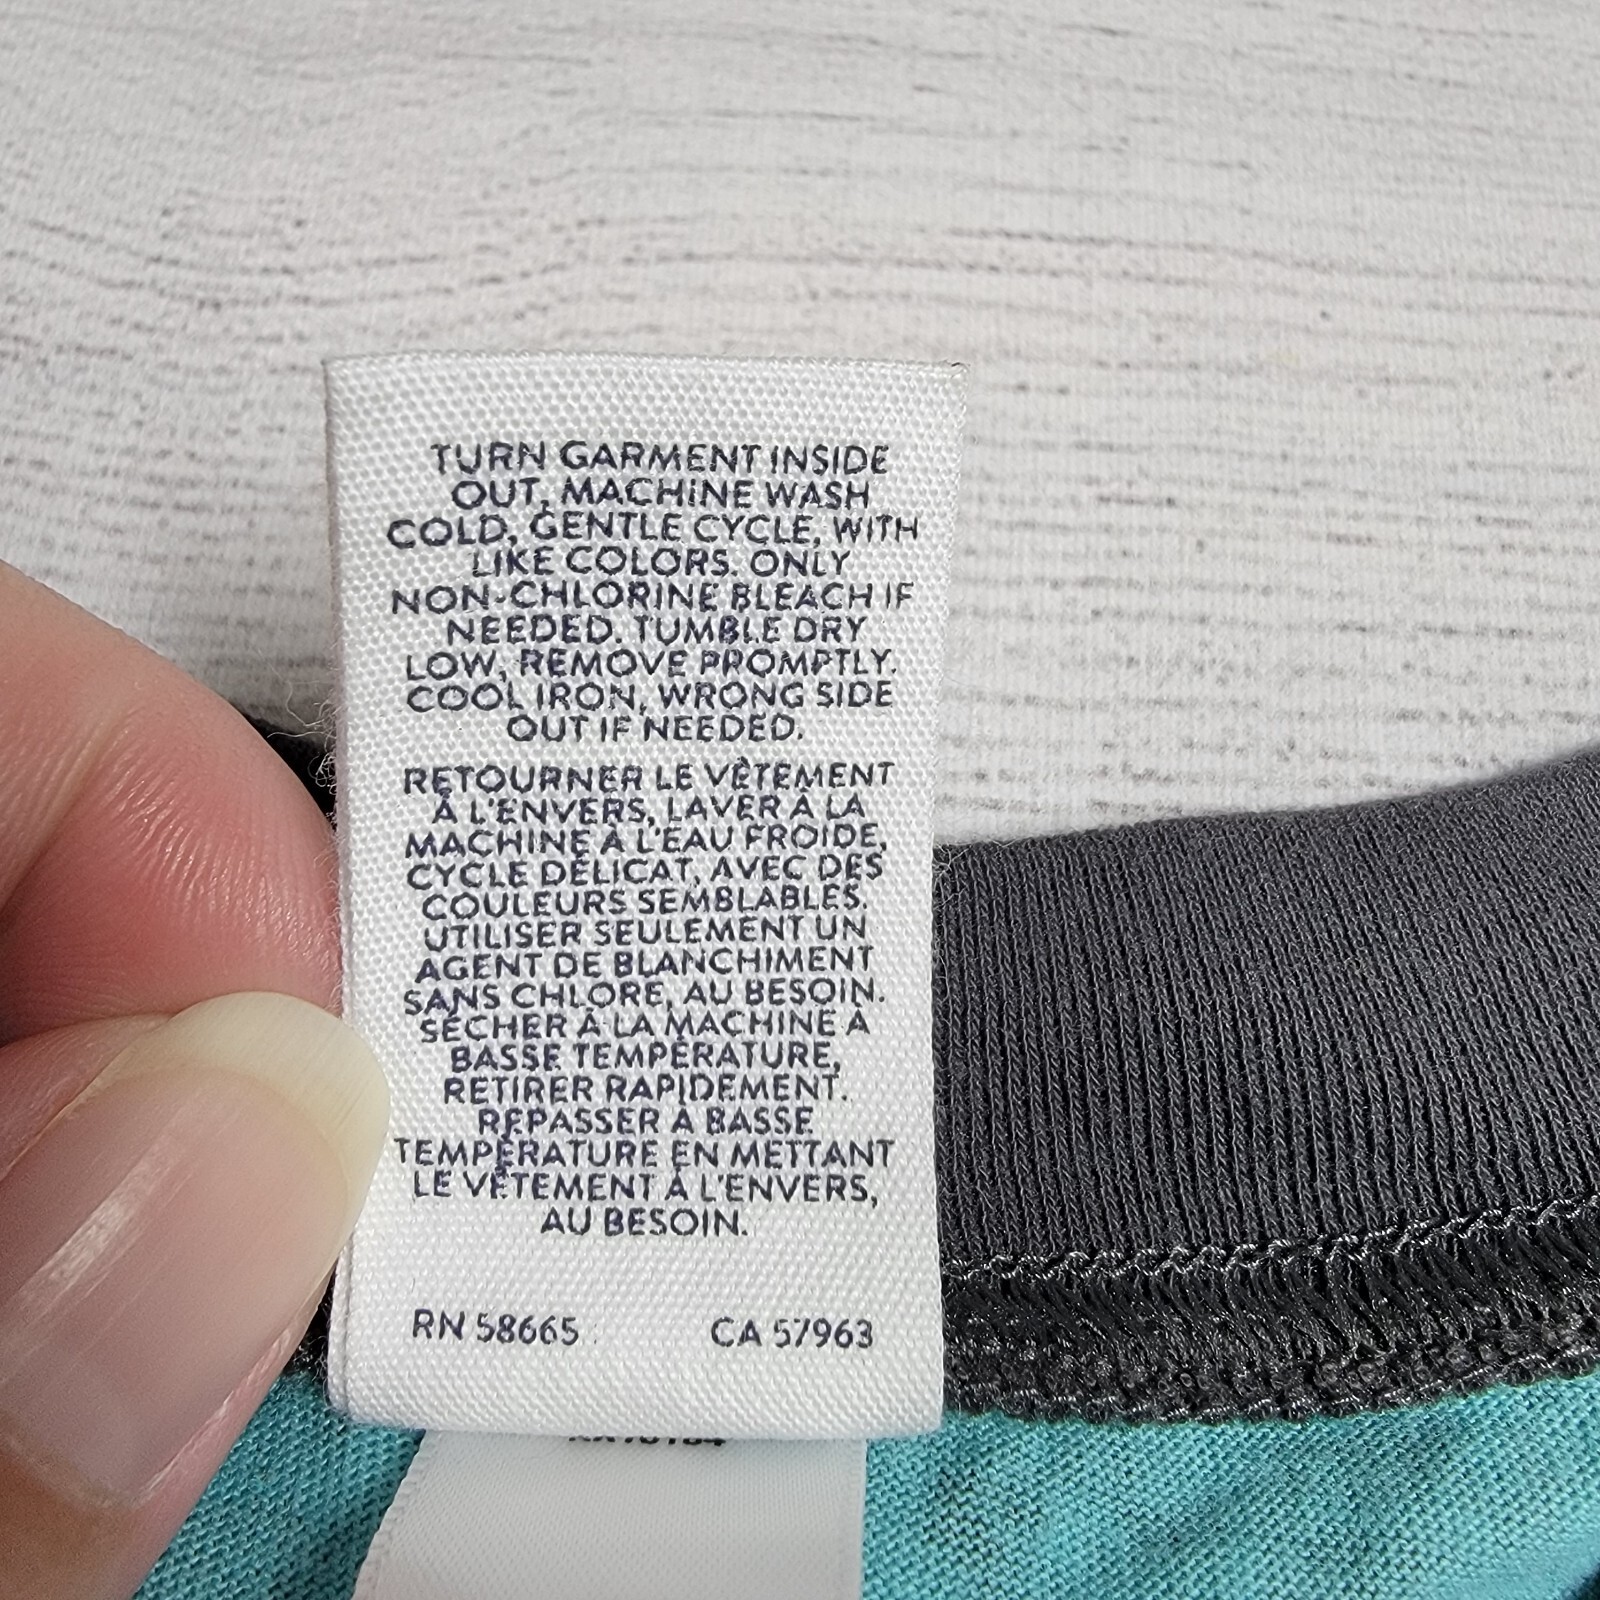 TURN GARMENT INSIDE
OUT, MACHINE WASH
COLD, GENTLE CYCLE, WITH
LIKE COLORS. ONLY
NON-CHLORINE BLEACH IF
NEEDED. TUMBLE DRY
LOW, REMOVE PROMPTLY.
COOL IRON, WRONG SIDE
OUT IF NEEDED.
RETOURNER LE VÊTEMENT
À L'ENVERS, LAVER À LA
MACHINE À L'EAU FROIDE,
CYCLE DÉLICAT, AVEC DES
COULEURS SEMBLABLES.
UTILISER SEULEMENT UN
AGENT DE BLANCHIMENT
SANS CHLORE, AU BESOIN.
SÉCHER À LA MACHINE À
BASSE TEMPÉRATURE,
RETIRER RAPIDEMENT.
REPASSER À BASSE
TEMPÉRATURE EN METTANT
LE VÊTEMENT À L'ENVERS,
AU BESOIN.
RN 58665 CA 57963